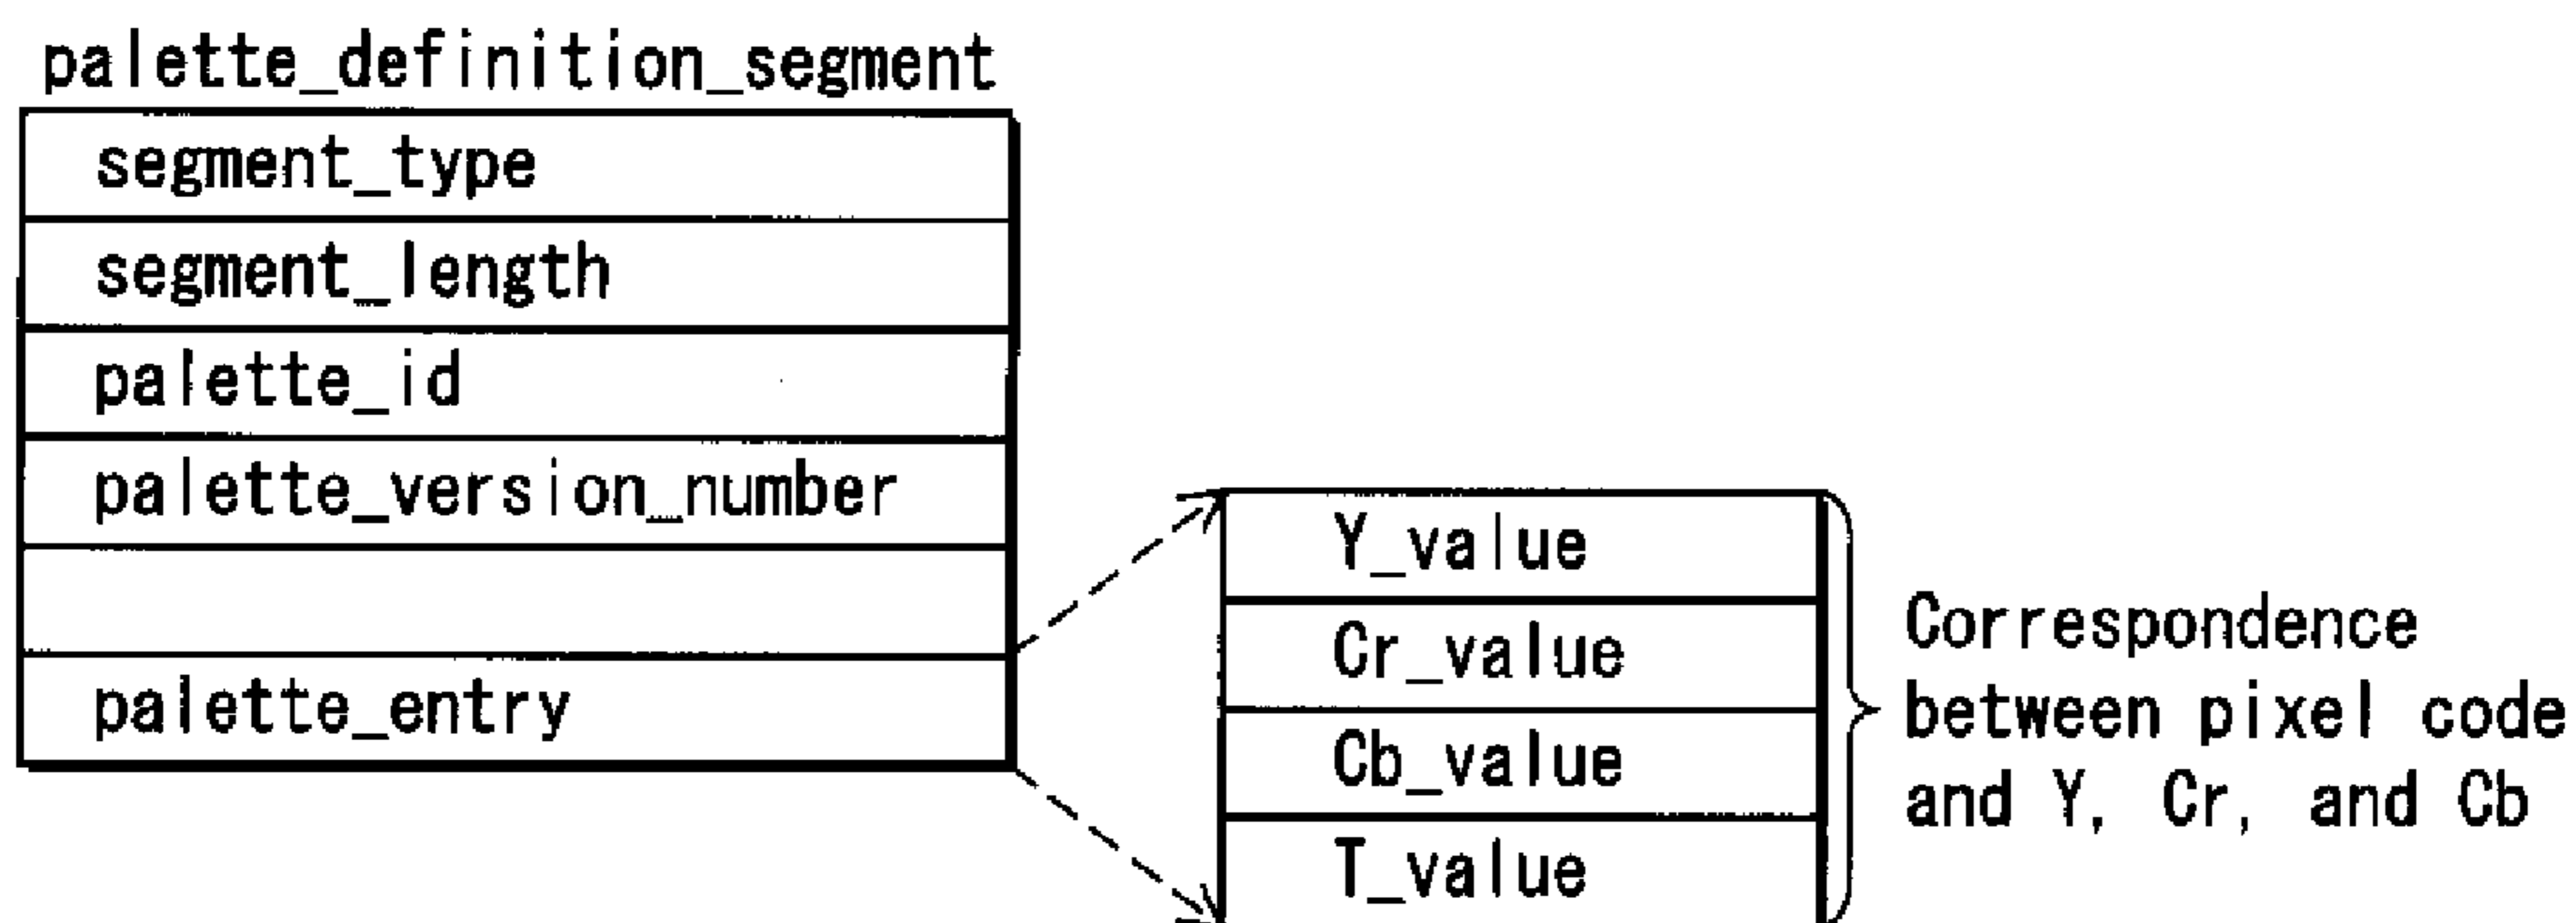 palette_definition_segment
segment_type
segment_length
palette_id
palette_version_number
palette_entry
Y_value
Cr_value
Cb_value
T_value
Correspondence
between pixel code
and Y, Cr, and Cb